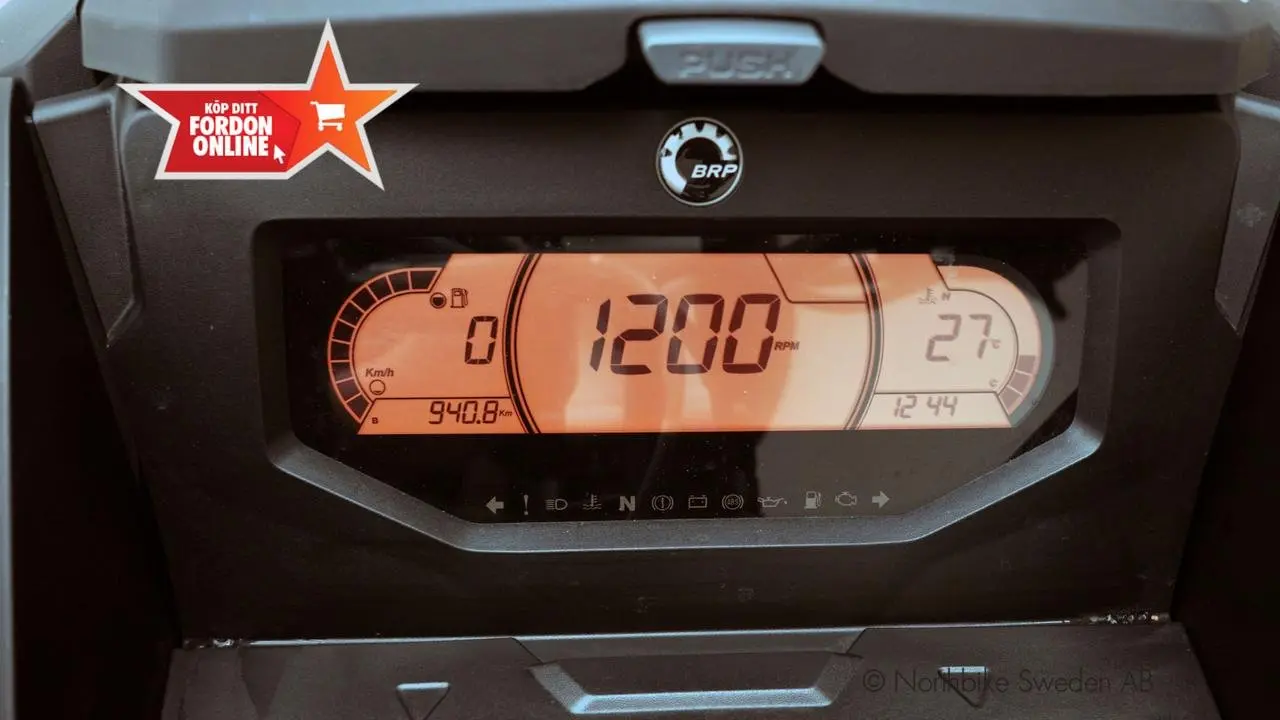 PUSH
KÖP DITT
FORDON
ONLINE
BRP
0
1200 RPM
N
27 °C
Km/h
C
B 940.8 Km
12 44
N
ABS
© Northbike Sweden AB